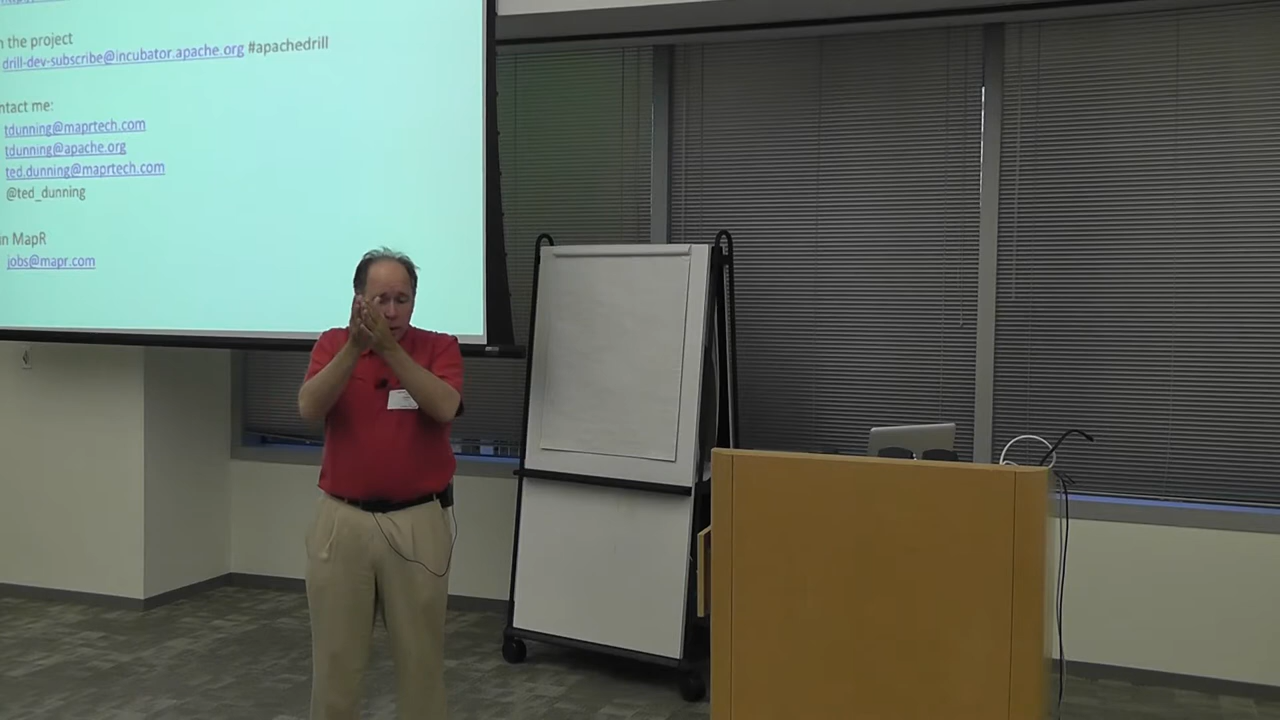 the project
drill-dev-subscribe@incubator.apache.org #apachedrill
ntact me:
tdunning@maprtech.com
tdunning@apache.org
ted.dunning@maprtech.com
@ted_dunning
in MapR
jobs@mapr.com